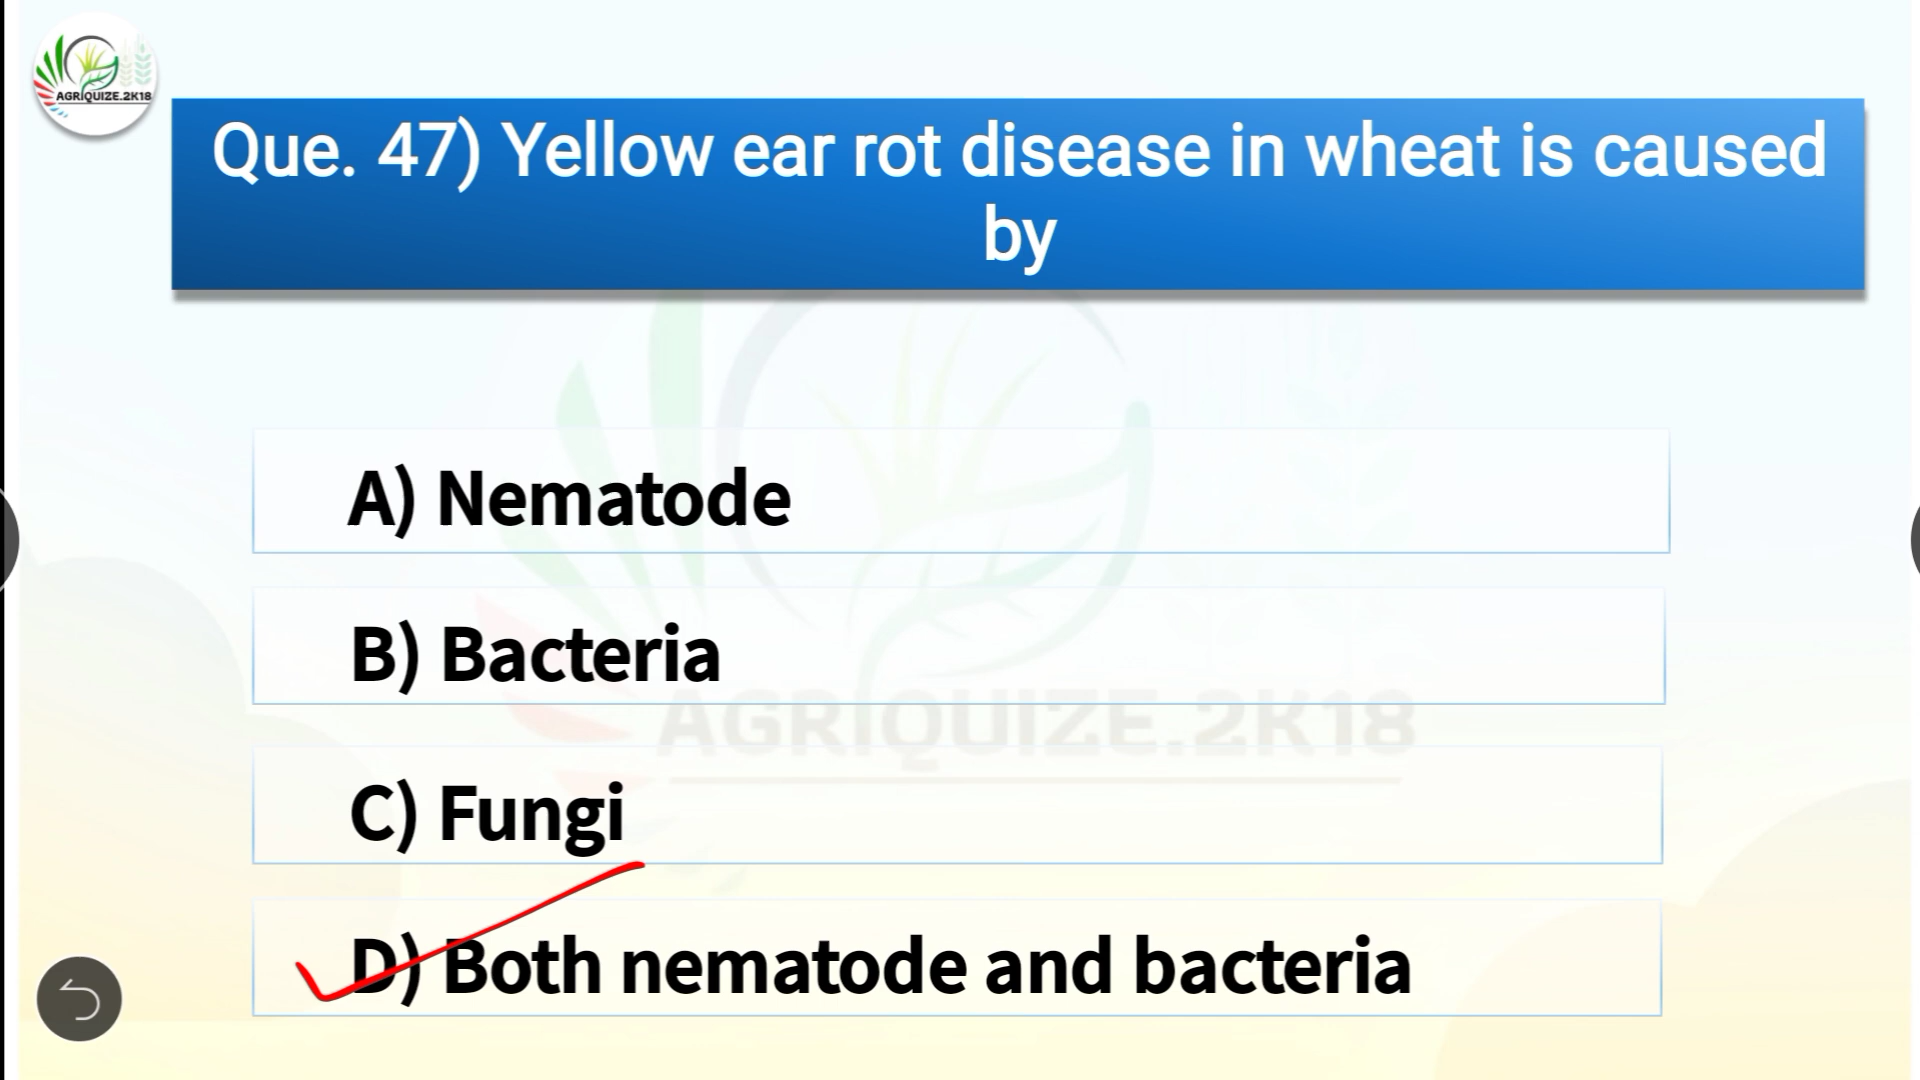 AGRIQUIZE.2K18
Que. 47) Yellow ear rot disease in wheat is caused
by
A) Nematode
B) Bacteria
AGRIQUIZE.2K18
C) Fungi
D) Both nematode and bacteria